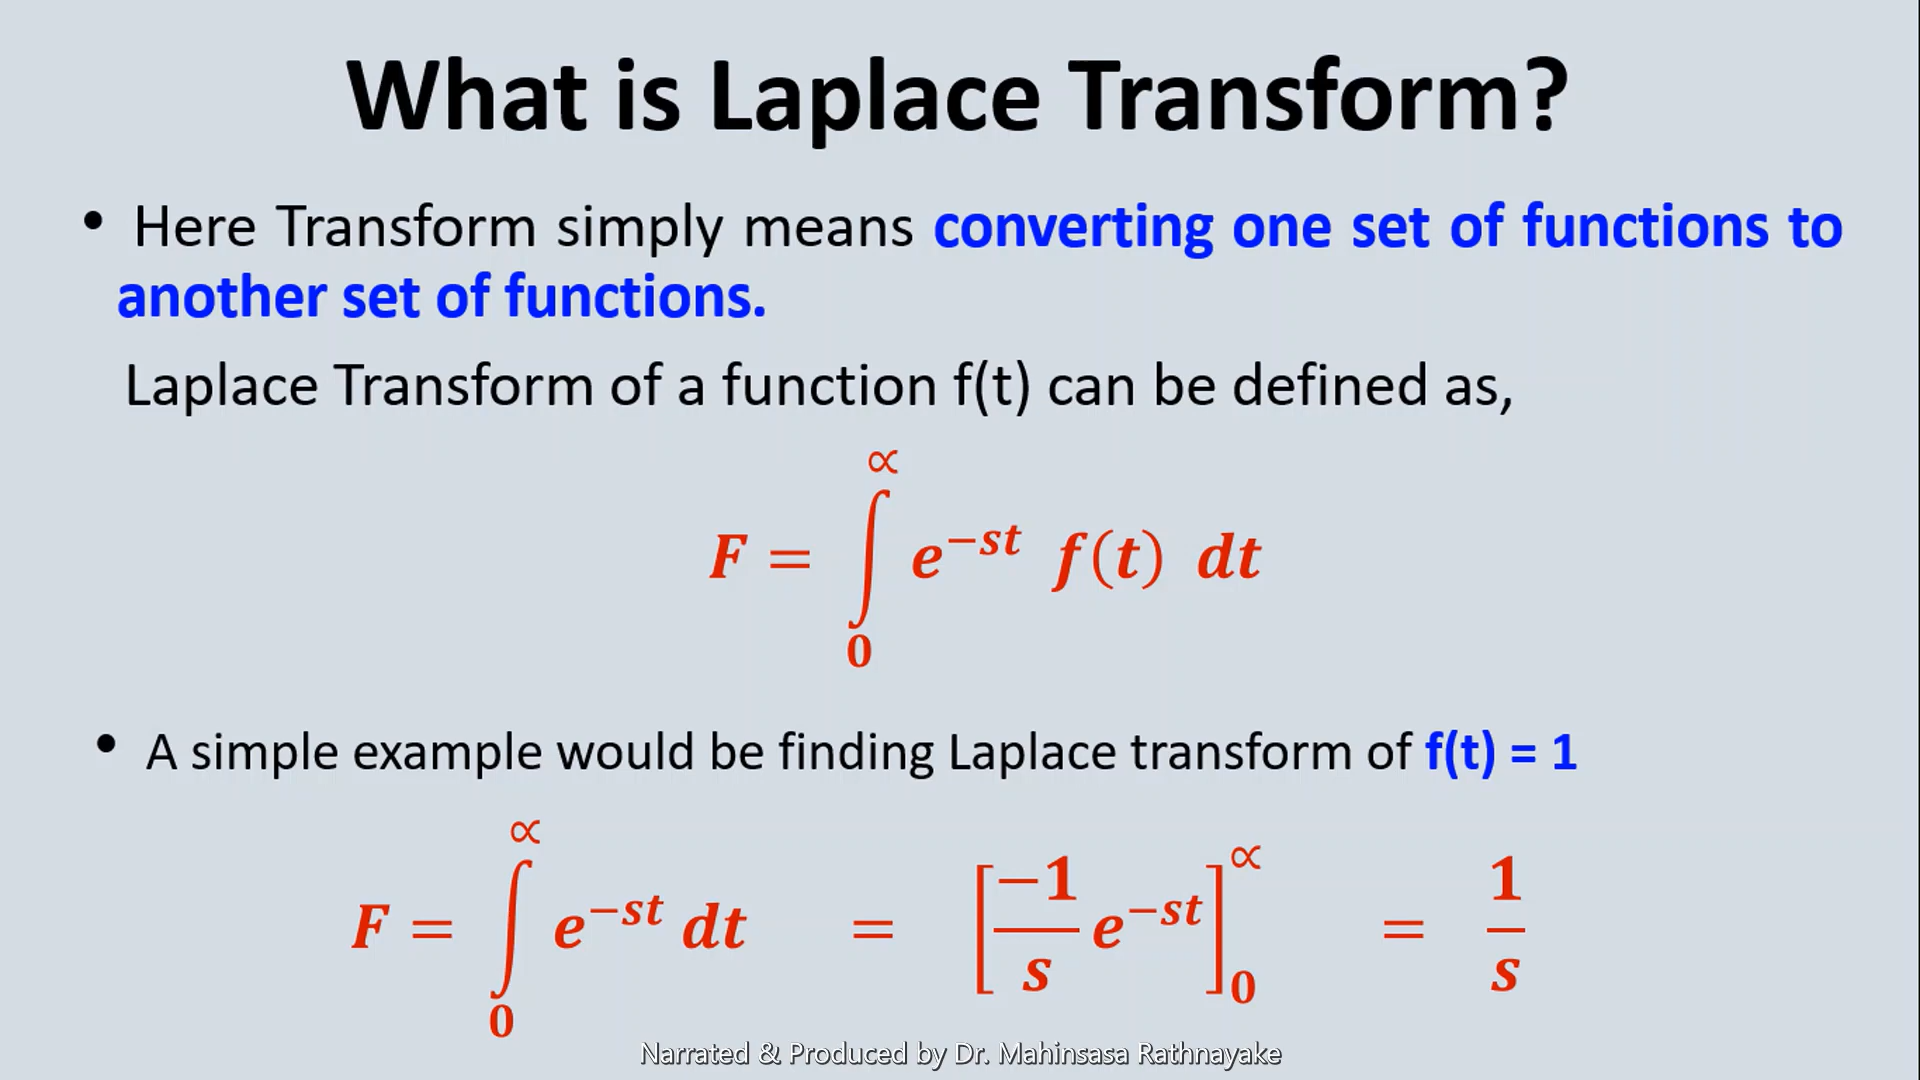 What is Laplace Transform?
• Here Transform simply means converting one set of functions to
another set of functions.
Laplace Transform of a function f(t) can be defined as,
F = ∫₀^∝ e^{−st} f(t) dt
• A simple example would be finding Laplace transform of f(t) = 1
F = ∫₀^∝ e^{−st} dt = [−1/s e^{−st}]₀^∝ = 1/s
Narrated & Produced by Dr. Mahinsasa Rathnayake